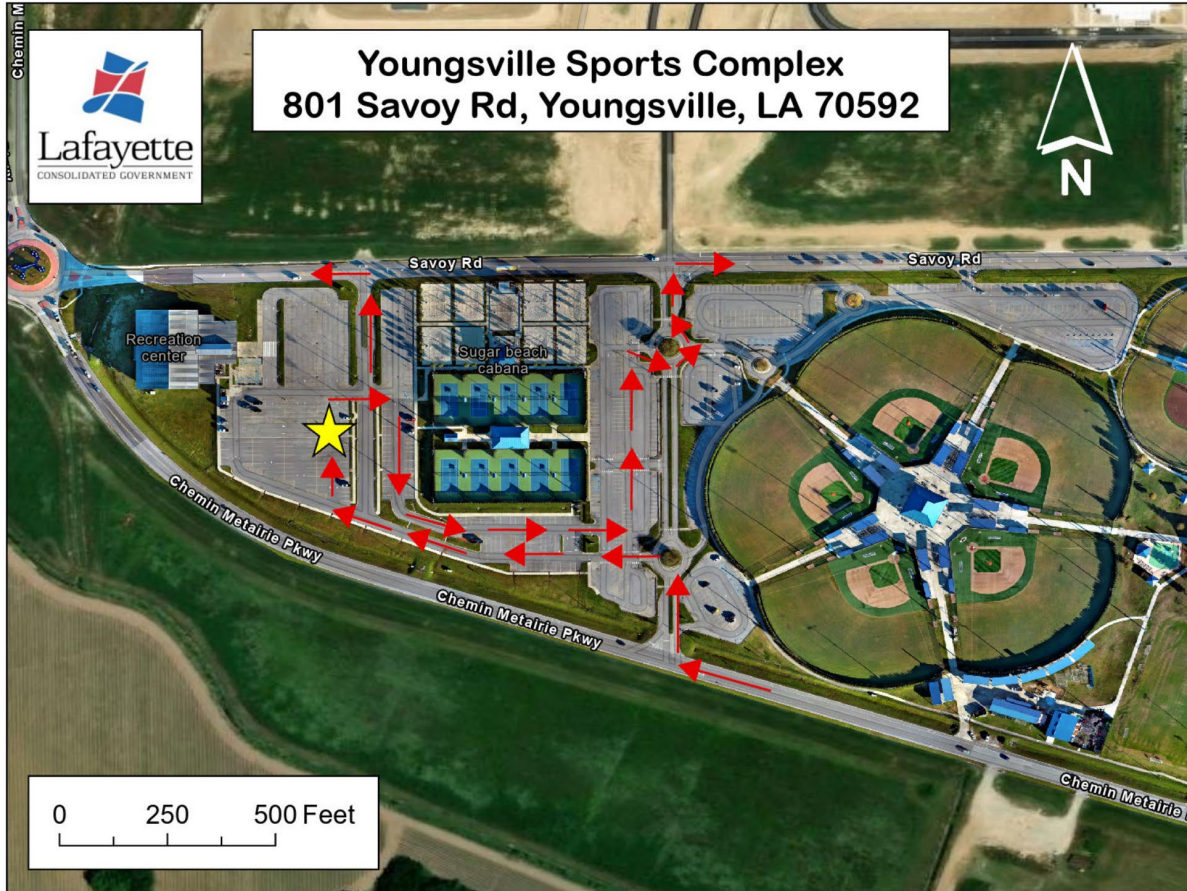 Chemin M
Lafayette
CONSOLIDATED GOVERNMENT
Youngsville Sports Complex
801 Savoy Rd, Youngsville, LA 70592
N
Savoy Rd
Savoy Rd
Recreation
center
Sugar beach
cabana
Chemin Metairie Pkwy
Chemin Metairie Pkwy
Chemin Metairie
0 250 500 Feet